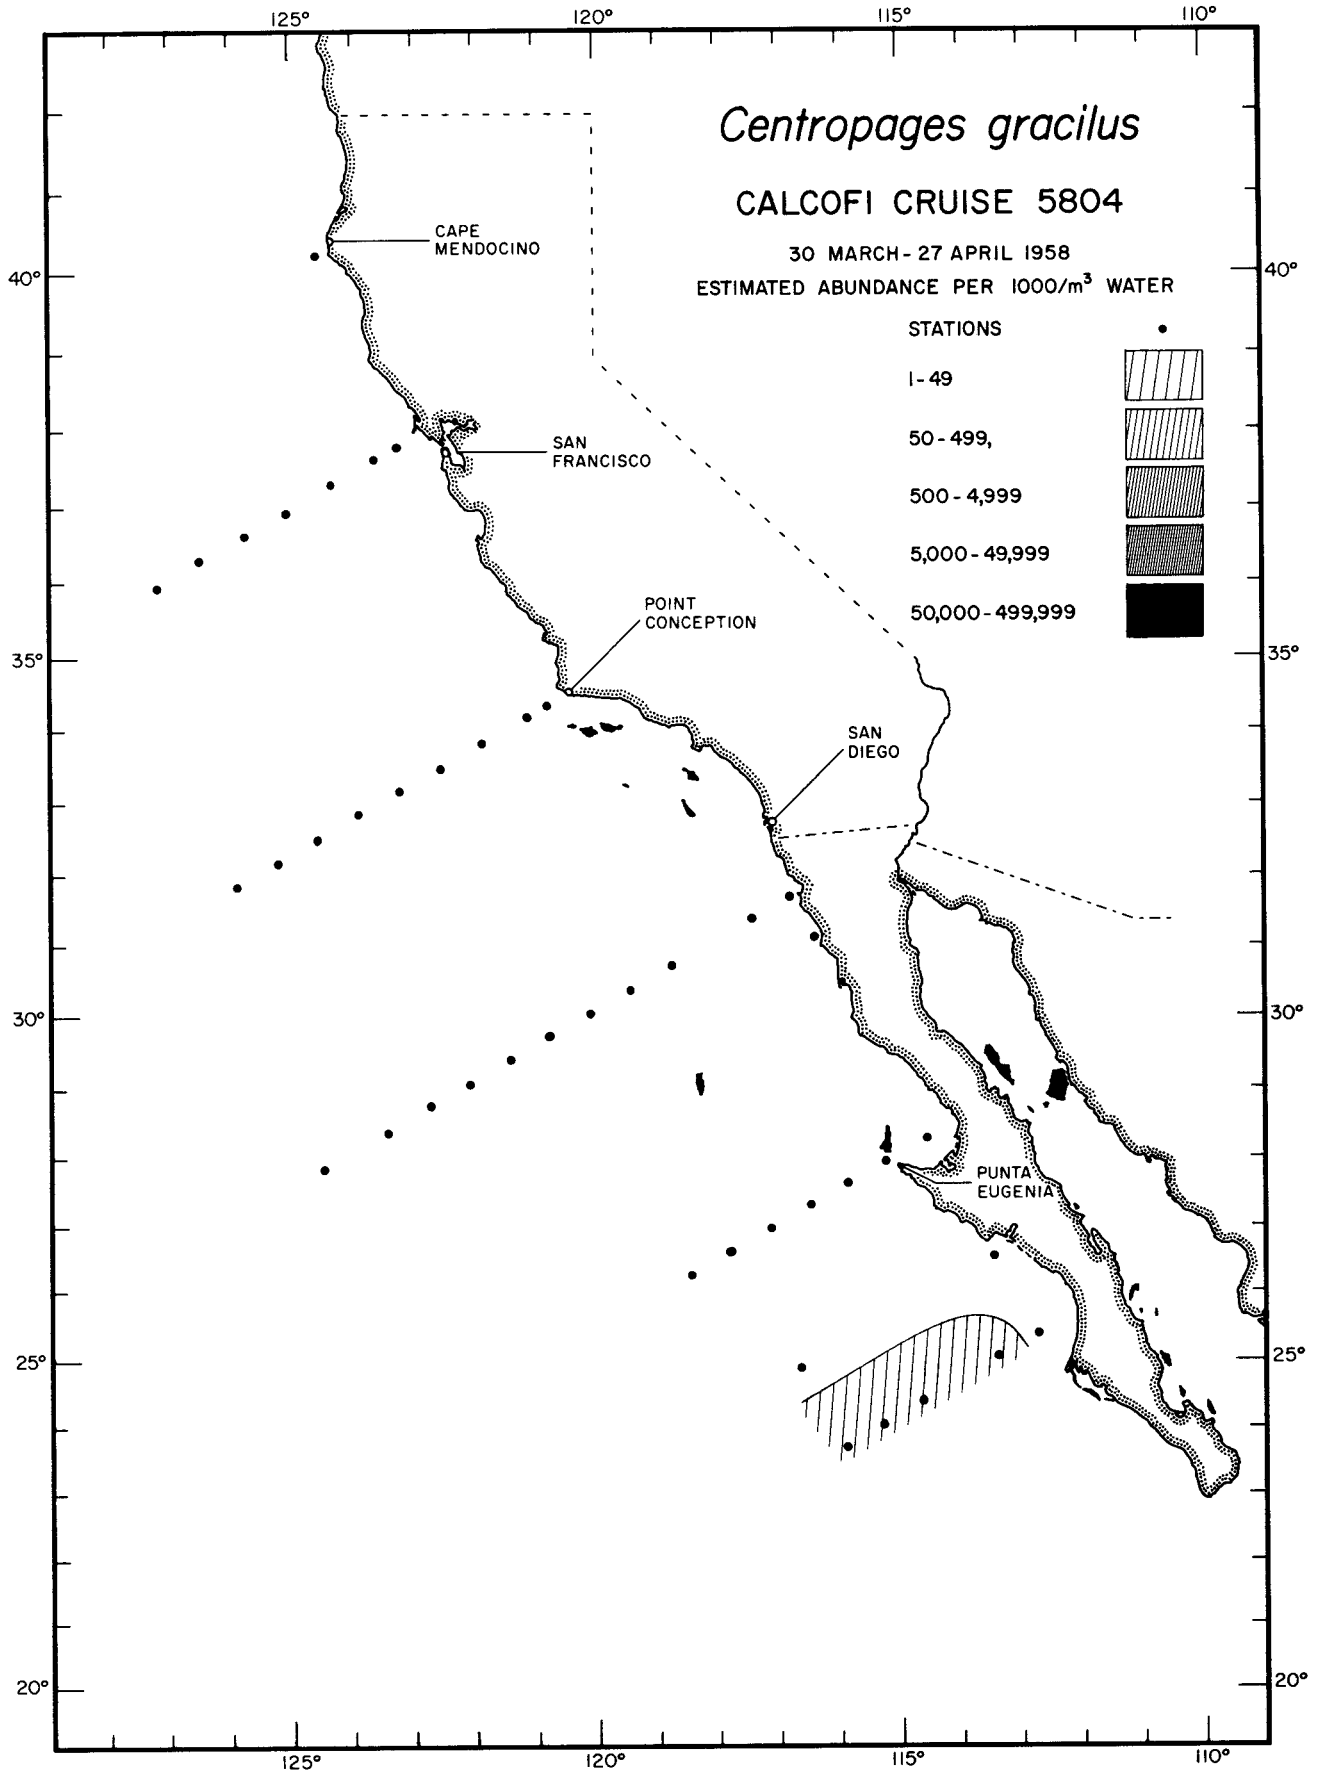 125°
120°
115°
110°
Centropages gracilus
CALCOFI CRUISE 5804
30 MARCH - 27 APRIL 1958
ESTIMATED ABUNDANCE PER 1000/m³ WATER
STATIONS
1 - 49
50 - 499,
500 - 4,999
5,000 - 49,999
50,000 - 499,999
CAPE
MENDOCINO
40°
40°
SAN
FRANCISCO
POINT
CONCEPTION
35°
35°
SAN
DIEGO
30°
30°
PUNTA
EUGENIA
25°
25°
20°
20°
125°
120°
115°
110°